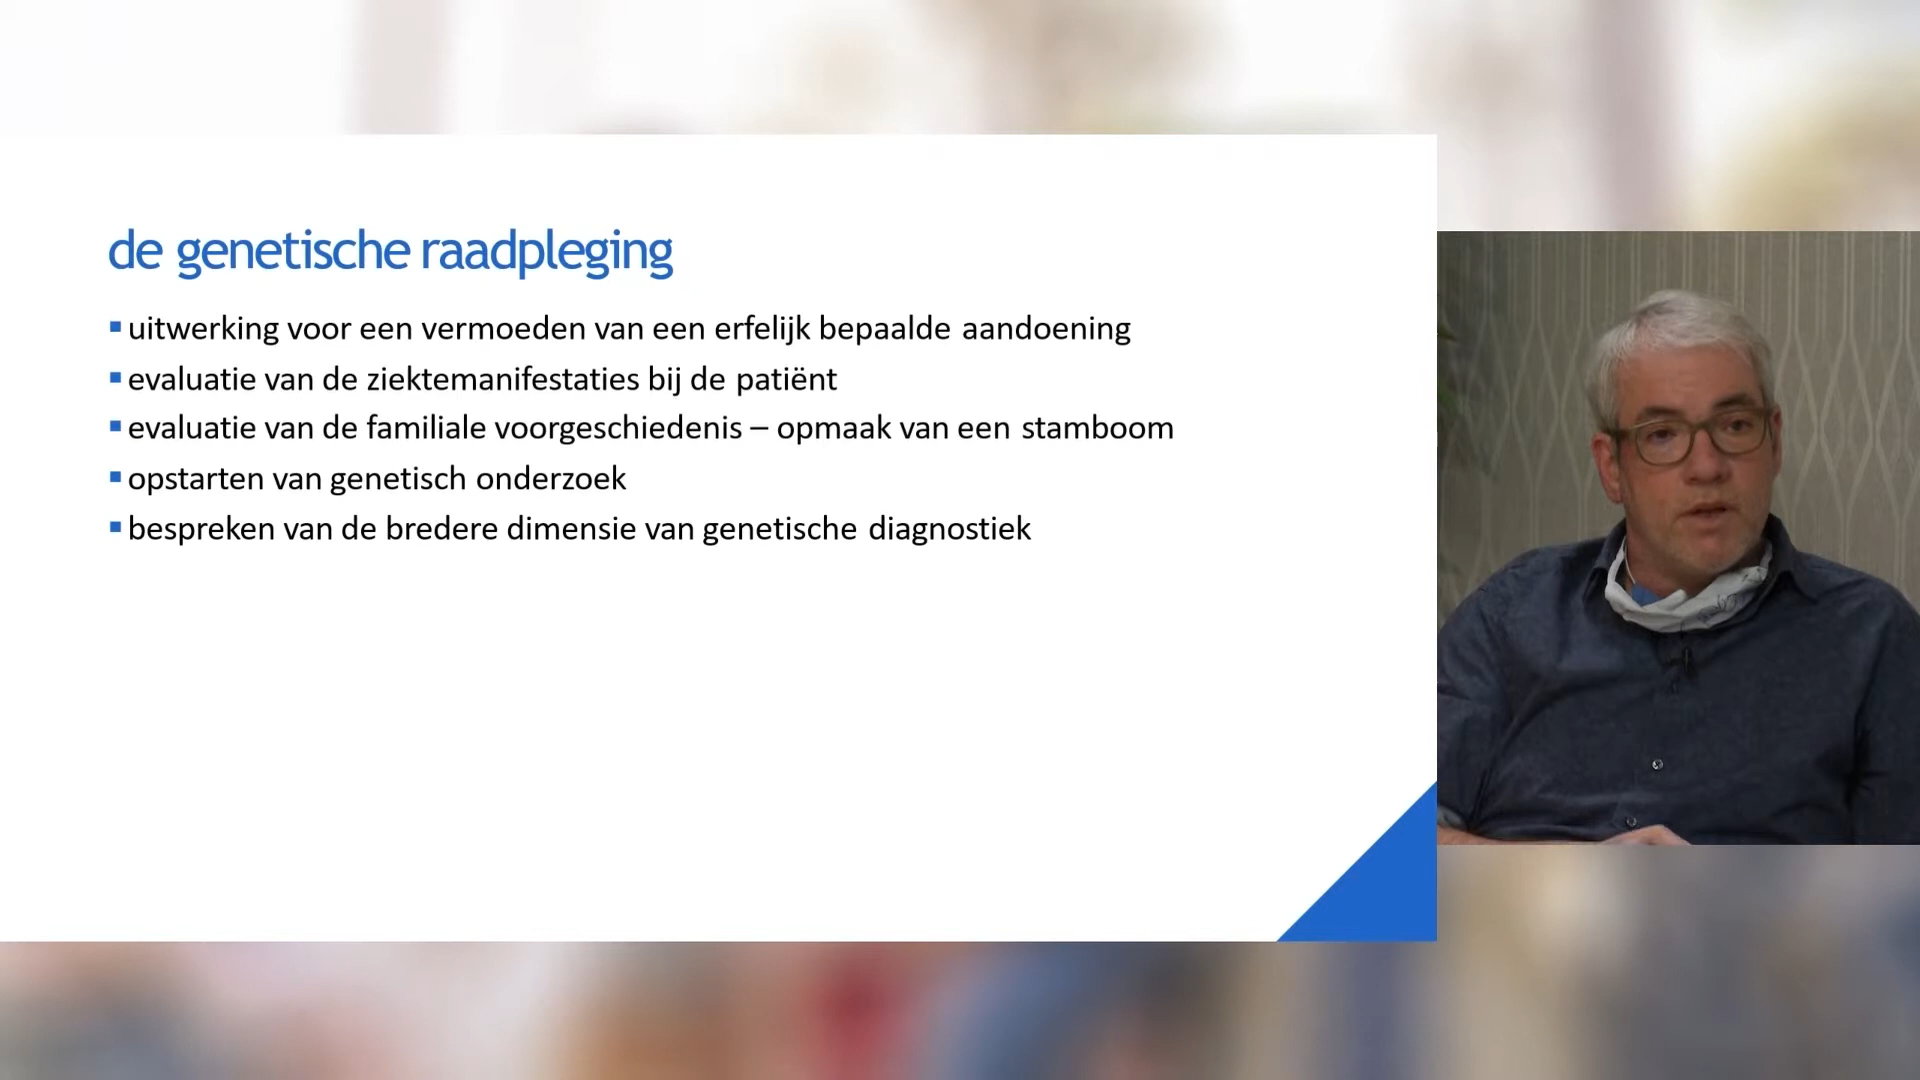 de genetische raadpleging
▪ uitwerking voor een vermoeden van een erfelijk bepaalde aandoening
▪ evaluatie van de ziektemanifestaties bij de patiënt
▪ evaluatie van de familiale voorgeschiedenis – opmaak van een stamboom
▪ opstarten van genetisch onderzoek
▪ bespreken van de bredere dimensie van genetische diagnostiek